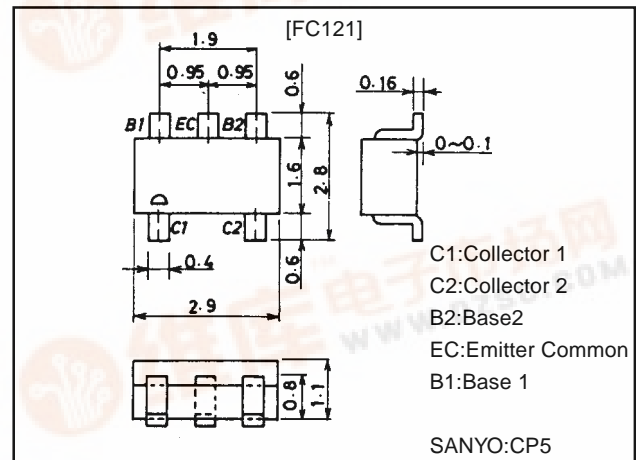 [FC121]
1.9
0.95 0.95
0.6
0.16
B1 EC B2
0~0.1
1.6
2.8
C1 C2
0.4
0.6
2.9
C1:Collector 1
C2:Collector 2
B2:Base2
EC:Emitter Common
B1:Base 1
0.8
1.1
SANYO:CP5